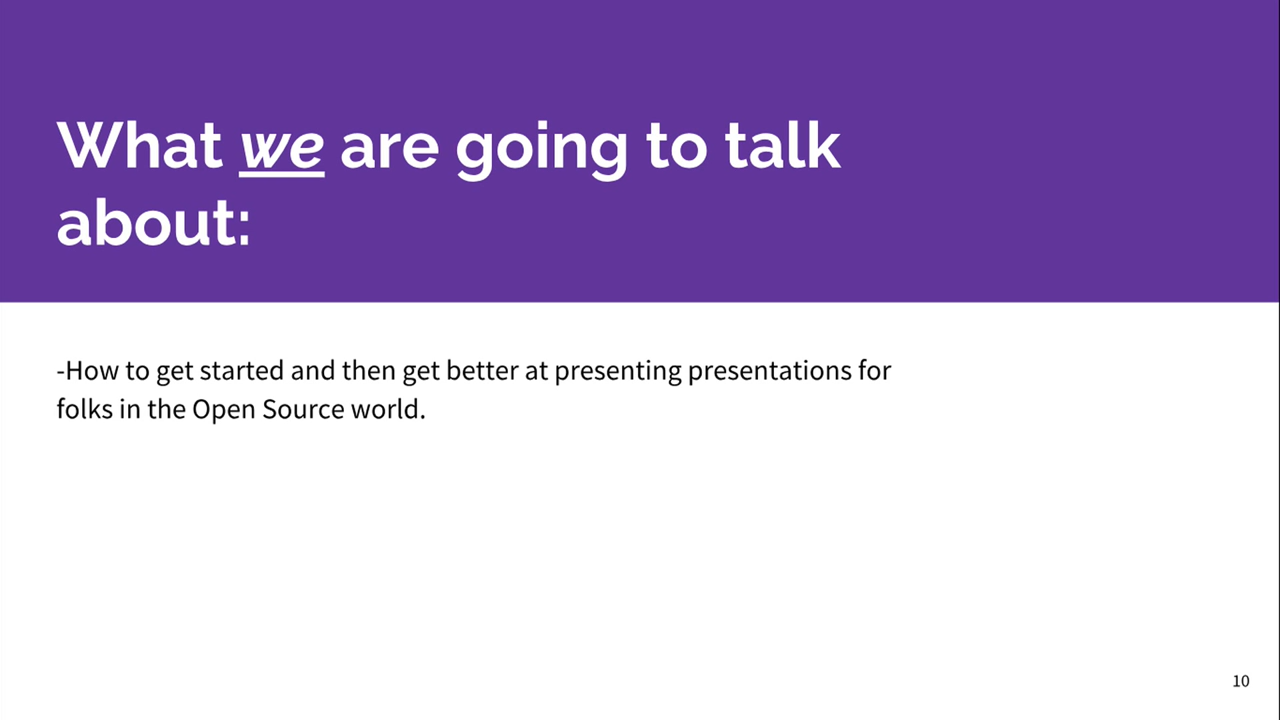 What we are going to talk
about:
-How to get started and then get better at presenting presentations for
folks in the Open Source world.
10